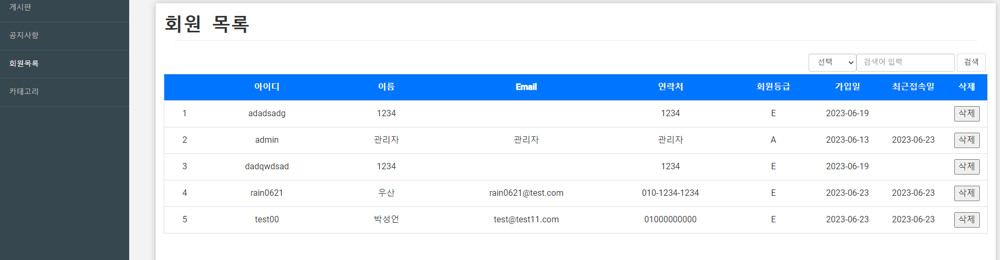 게시판
공지사항
회원목록
카테고리
회원 목록
선택 검색어 입력 검색
아이디 이름 Email 연락처 회원등급 가입일 최근접속일 삭제
1 adadsadg 1234 1234 E 2023-06-19 삭제
2 admin 관리자 관리자 관리자 A 2023-06-13 2023-06-23 삭제
3 dadqwdsad 1234 1234 E 2023-06-19 삭제
4 rain0621 우산 rain0621@test.com 010-1234-1234 E 2023-06-23 2023-06-23 삭제
5 test00 박성언 test@test11.com 01000000000 E 2023-06-23 2023-06-23 삭제